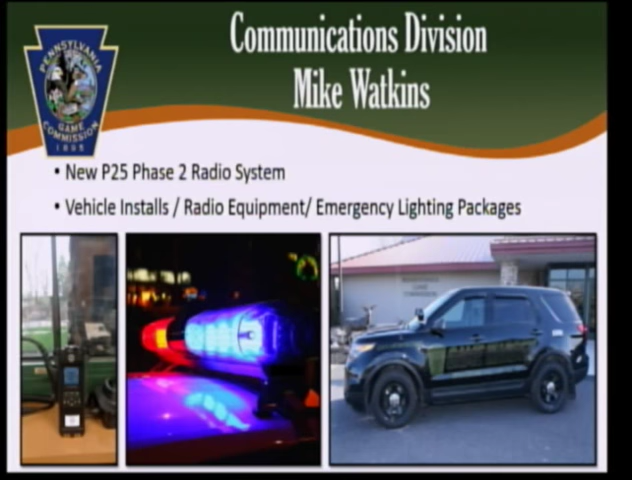 Communications Division
Mike Watkins
PENNSYLVANIA
GAME
COMMISSION
1895
• New P25 Phase 2 Radio System
• Vehicle Installs / Radio Equipment/ Emergency Lighting Packages